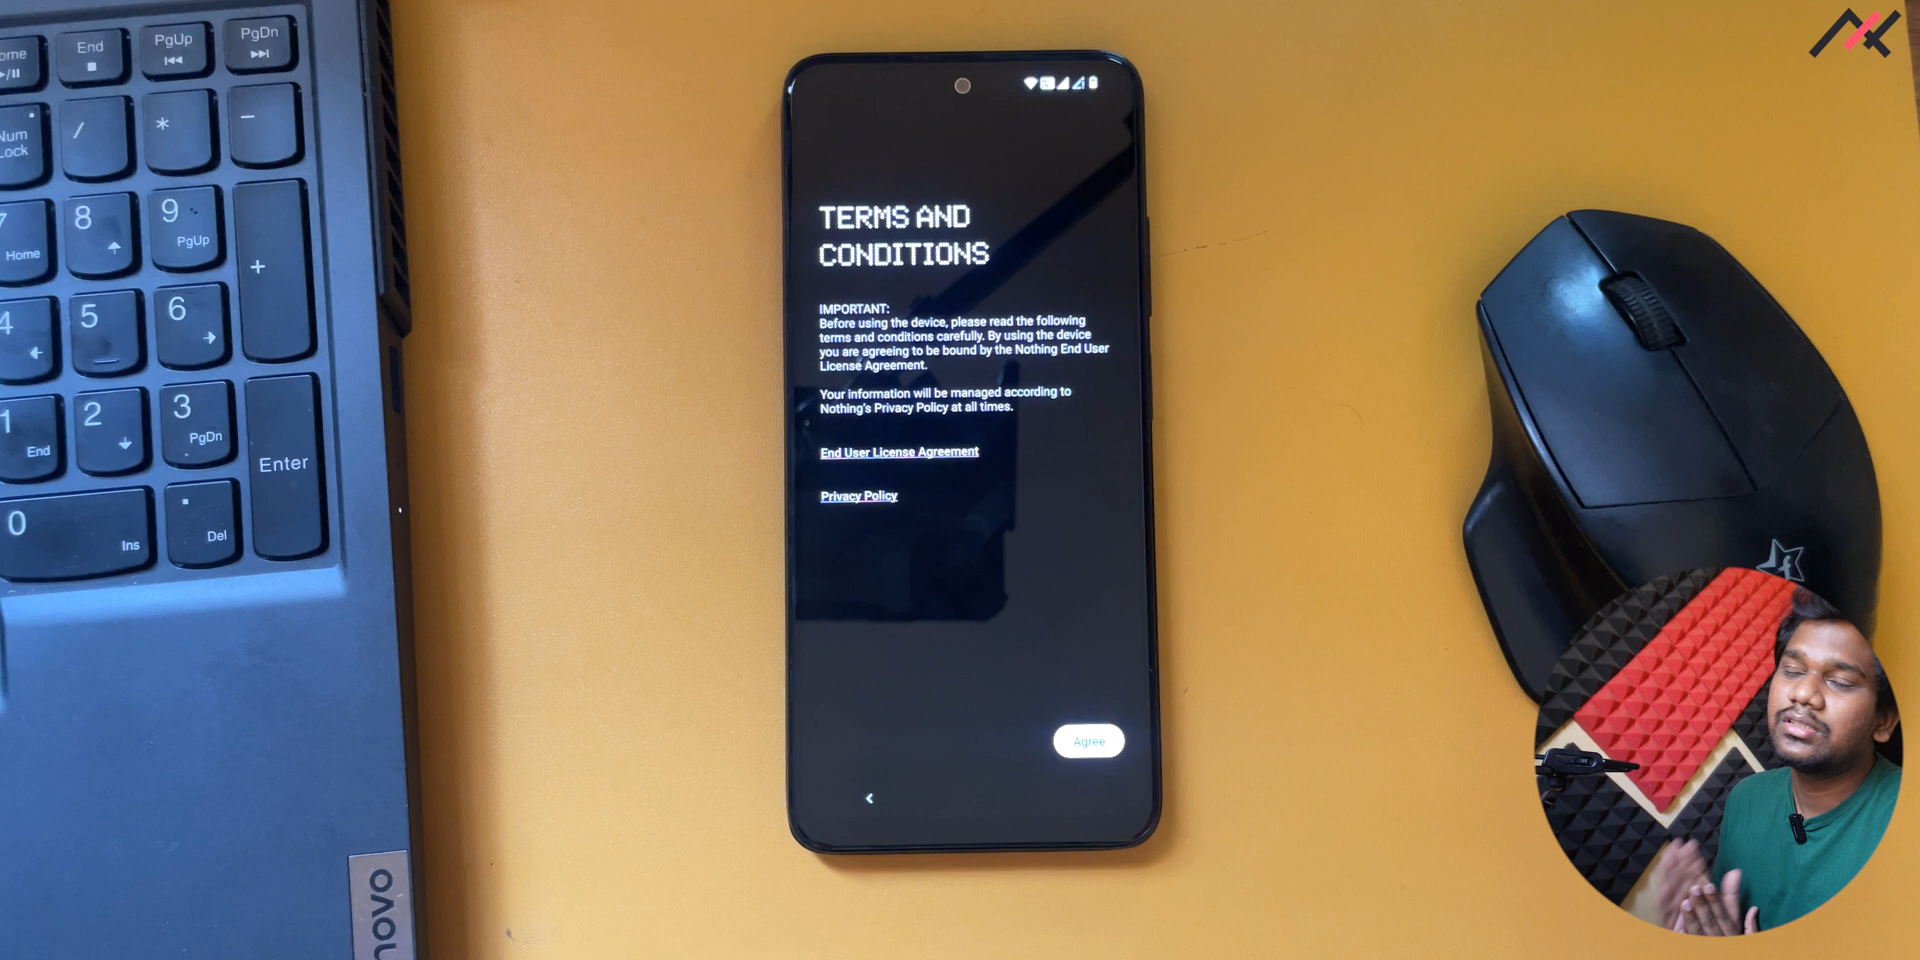 ome
▸/II
End
PgUp
PgDn
Num
Lock
/
*
-
7
Home
8
9
PgUp
+
4
5
6
1
End
2
3
PgDn
Enter
0
Ins
.
Del
novo
TERMS AND
CONDITIONS
IMPORTANT:
Before using the device, please read the following
terms and conditions carefully. By using the device
you are agreeing to be bound by the Nothing End User
License Agreement.
Your information will be managed according to
Nothing's Privacy Policy at all times.
End User License Agreement
Privacy Policy
Agree